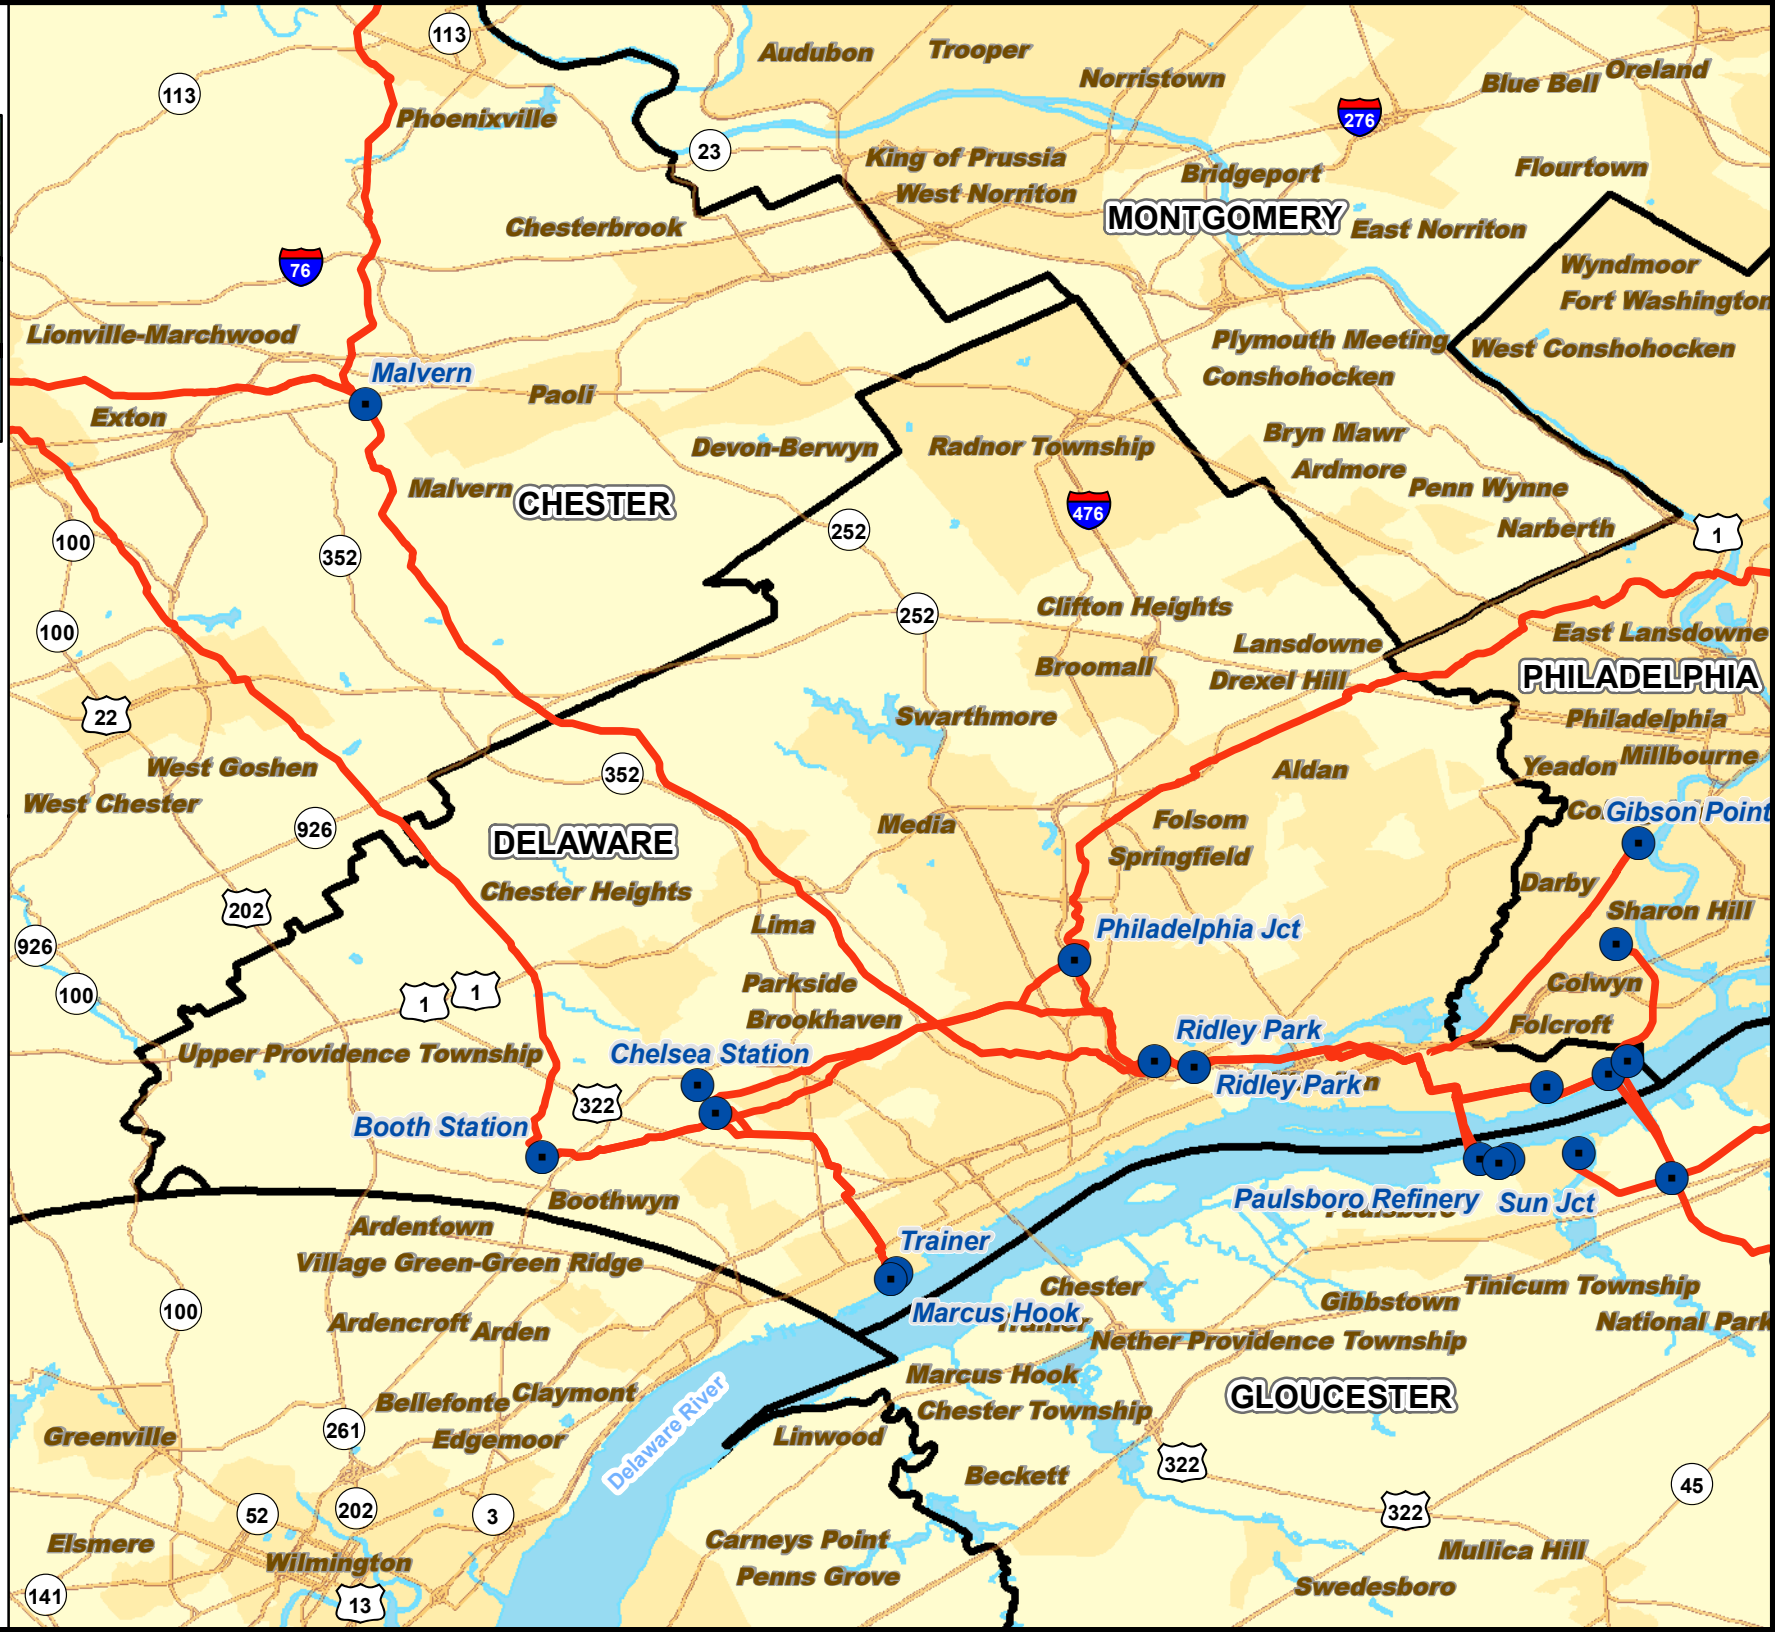 113
Audubon
Trooper
Norristown
Blue Bell
Oreland
113
Phoenixville
276
23
King of Prussia
West Norriton
Bridgeport
Flourtown
MONTGOMERY
East Norriton
Chesterbrook
76
Wyndmoor
Fort Washington
Lionville-Marchwood
Plymouth Meeting
West Conshohocken
Malvern
Conshohocken
Paoli
Exton
Devon-Berwyn
Radnor Township
Bryn Mawr
Ardmore
Malvern
CHESTER
Penn Wynne
476
Narberth
1
100
352
252
100
252
Clifton Heights
Lansdowne
East Lansdowne
Broomall
Drexel Hill
PHILADELPHIA
22
Swarthmore
Philadelphia
West Goshen
352
Aldan
Yeadon
Millbourne
West Chester
926
Media
Folsom
Co
Gibson Point
DELAWARE
Springfield
Chester Heights
Darby
202
Sharon Hill
926
Lima
Philadelphia Jct
100
1
1
Parkside
Colwyn
Brookhaven
Ridley Park
Folcroft
Upper Providence Township
Chelsea Station
Ridley Park
n
322
Booth Station
Boothwyn
Paulsboro Refinery
Sun Jct
Paulsboro
Ardentown
Village Green-Green Ridge
Trainer
Chester
Tinicum Township
100
Marcus Hook
Trainer
Gibbstown
National Park
Ardencroft
Arden
Nether Providence Township
Marcus Hook
Bellefonte
Claymont
Delaware River
Chester Township
GLOUCESTER
261
Greenville
Edgemoor
Linwood
Beckett
322
45
52
202
3
322
Elsmere
Wilmington
Carneys Point
Mullica Hill
Penns Grove
Swedesboro
141
13